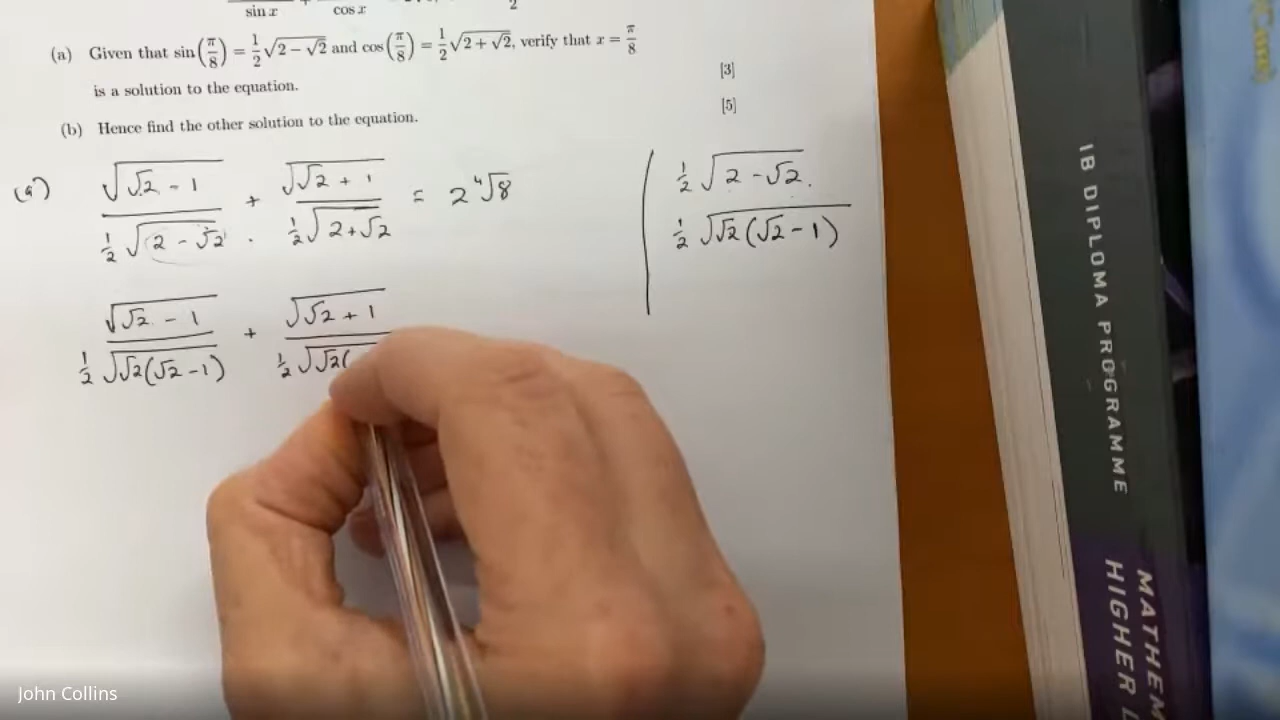 sin x + cos x 2
(a) Given that sin(π/8) = 1/2 √(2 − √2) and cos(π/8) = 1/2 √(2 + √2), verify that x = π/8
is a solution to the equation. [3]
(b) Hence find the other solution to the equation. [5]
(a) √(√2 − 1) / (1/2 √(2 − √2)) + √(√2 + 1) / (1/2 √(2 + √2)) = 2 ⁴√8
1/2 √(2 − √2).
1/2 √(√2(√2 − 1))
√(√2 − 1) / (1/2 √(√2(√2 − 1))) + √(√2 + 1) / (1/2 √(√2(
IB DIPLOMA PROGRAMME
MATHEM
HIGHER L
John Collins